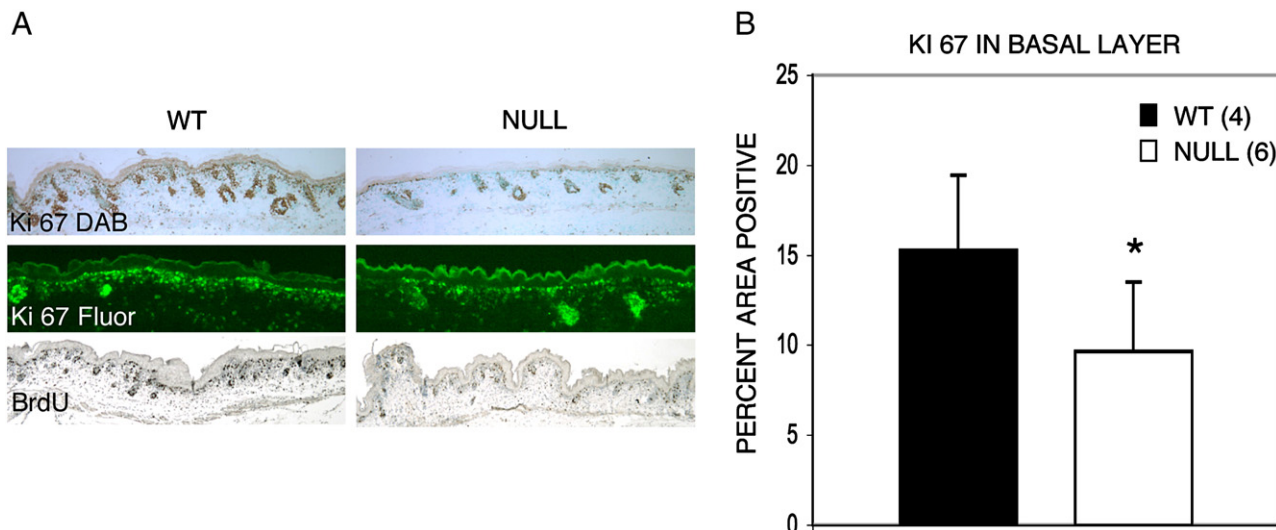 A
WT
NULL
Ki 67 DAB
Ki 67 Fluor
BrdU
B
KI 67 IN BASAL LAYER
PERCENT AREA POSITIVE
25
20
15
10
5
0
WT (4)
NULL (6)
*